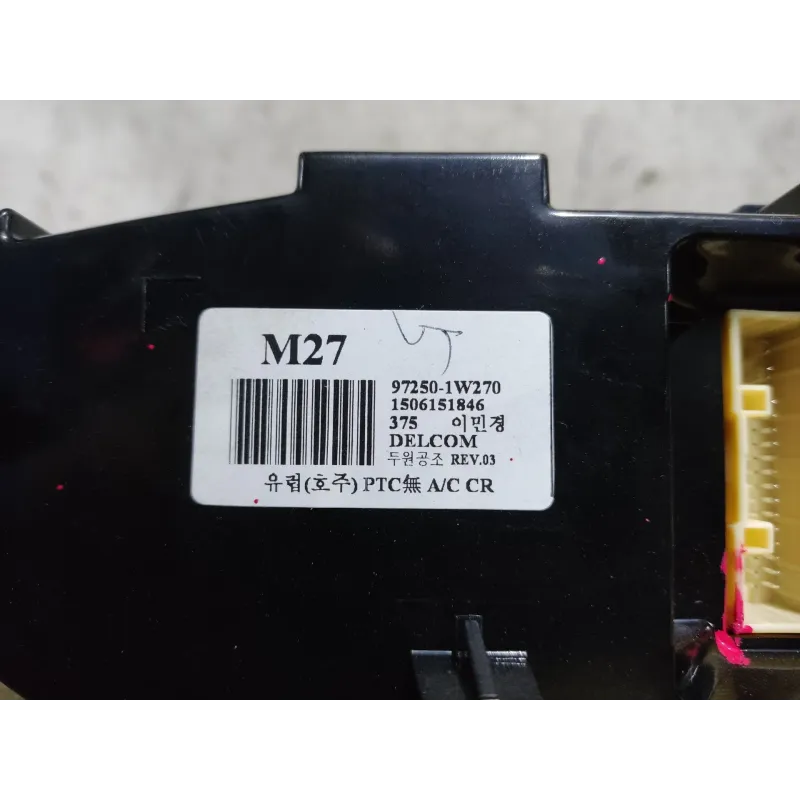 M27
97250-1W270
1506151846
375 이민경
DELCOM
두원공조 REV.03
유럽(호주) PTC無 A/C CR